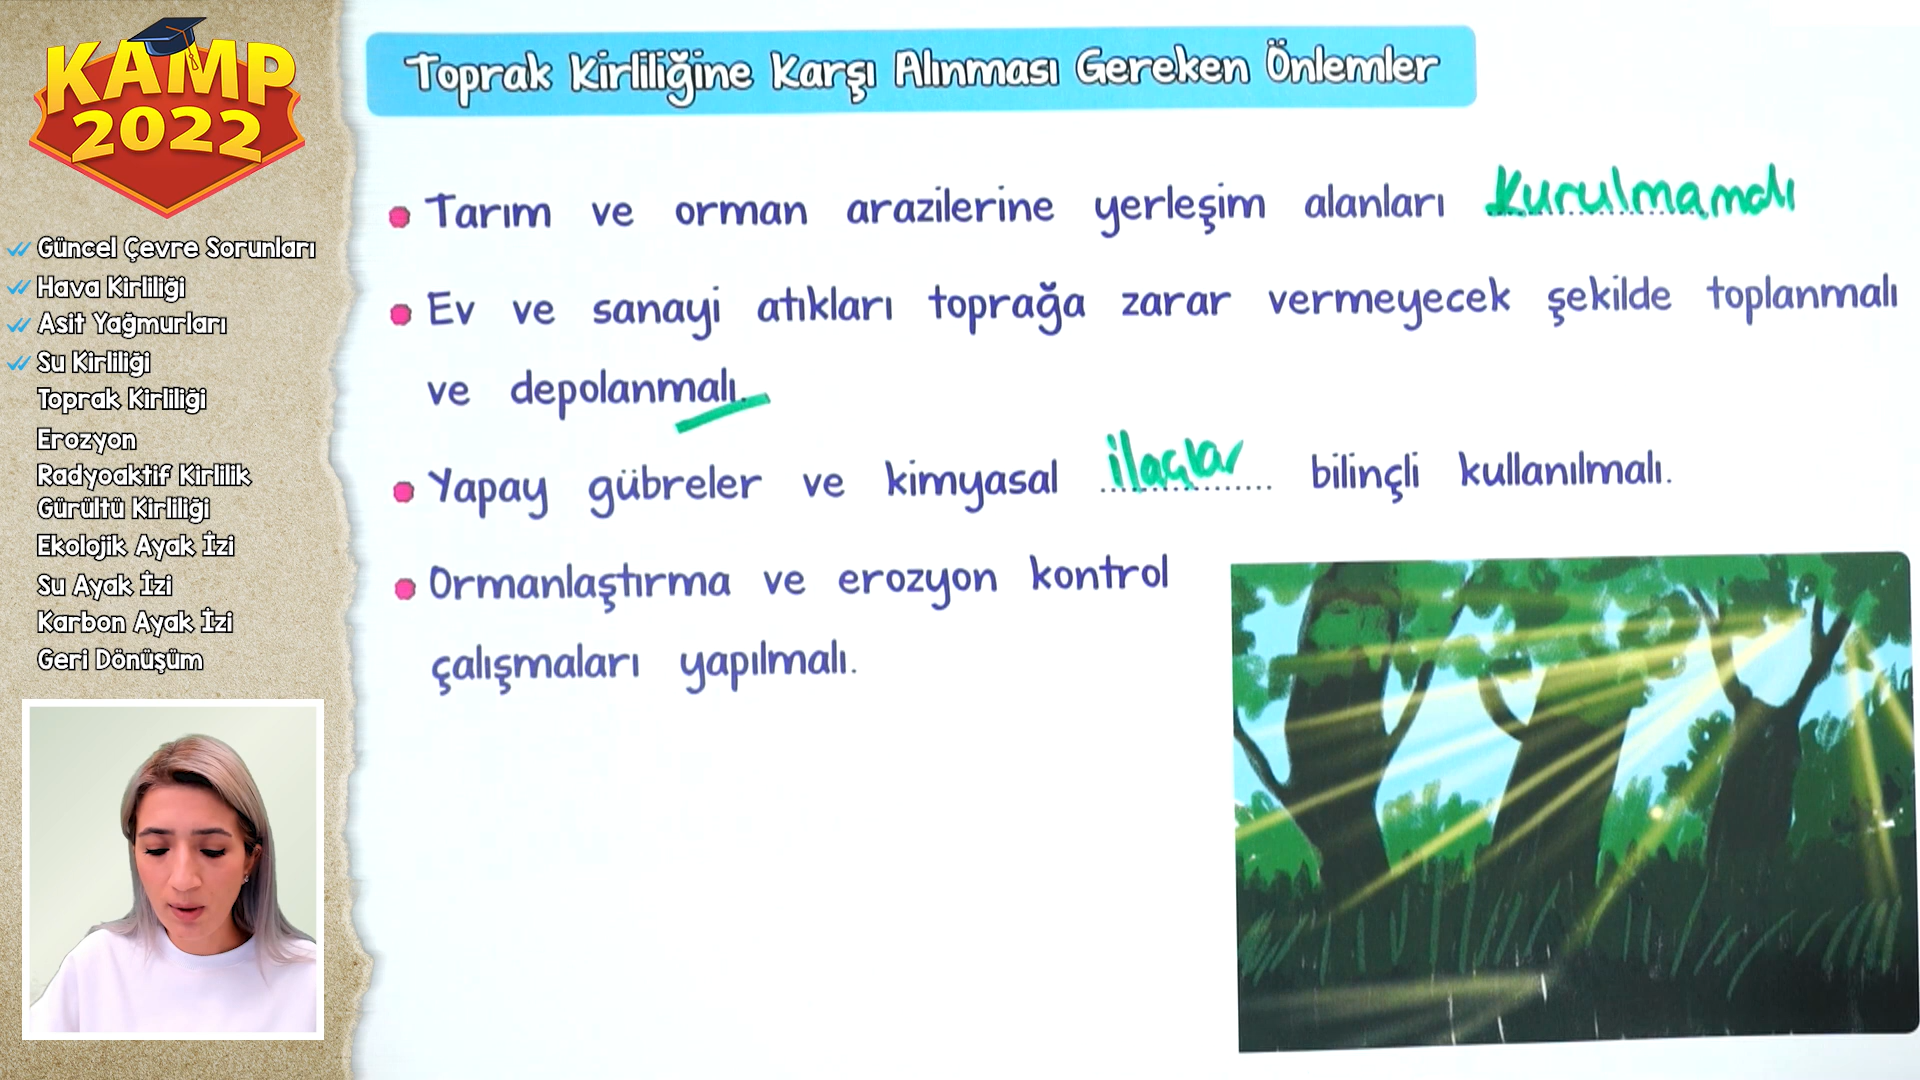 KAMP
2022
Güncel Çevre Sorunları
Hava Kirliliği
Asit Yağmurları
Su Kirliliği
Toprak Kirliliği
Erozyon
Radyoaktif Kirlilik
Gürültü Kirliliği
Ekolojik Ayak İzi
Su Ayak İzi
Karbon Ayak İzi
Geri Dönüşüm
Toprak Kirliliğine Karşı Alınması Gereken Önlemler
Tarım ve orman arazilerine yerleşim alanları kurulmamalı
Ev ve sanayi atıkları toprağa zarar vermeyecek şekilde toplanmalı
ve depolanmalı.
Yapay gübreler ve kimyasal ilaçlar bilinçli kullanılmalı.
Ormanlaştırma ve erozyon kontrol
çalışmaları yapılmalı.